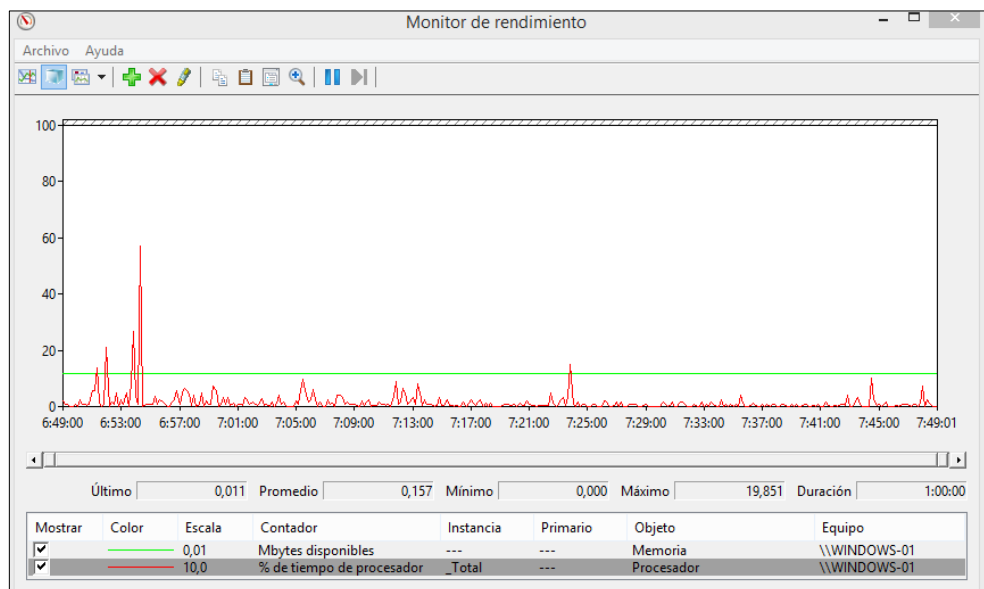 Monitor de rendimiento
Archivo Ayuda
100
80
60
40
20
0
6:49:00 6:53:00 6:57:00 7:01:00 7:05:00 7:09:00 7:13:00 7:17:00 7:21:00 7:25:00 7:29:00 7:33:00 7:37:00 7:41:00 7:45:00 7:49:01
Último 0,011 Promedio 0,157 Mínimo 0,000 Máximo 19,851 Duración 1:00:00
Mostrar Color Escala Contador Instancia Primario Objeto Equipo
0,01 Mbytes disponibles --- --- Memoria \\WINDOWS-01
10,0 % de tiempo de procesador _Total --- Procesador \\WINDOWS-01